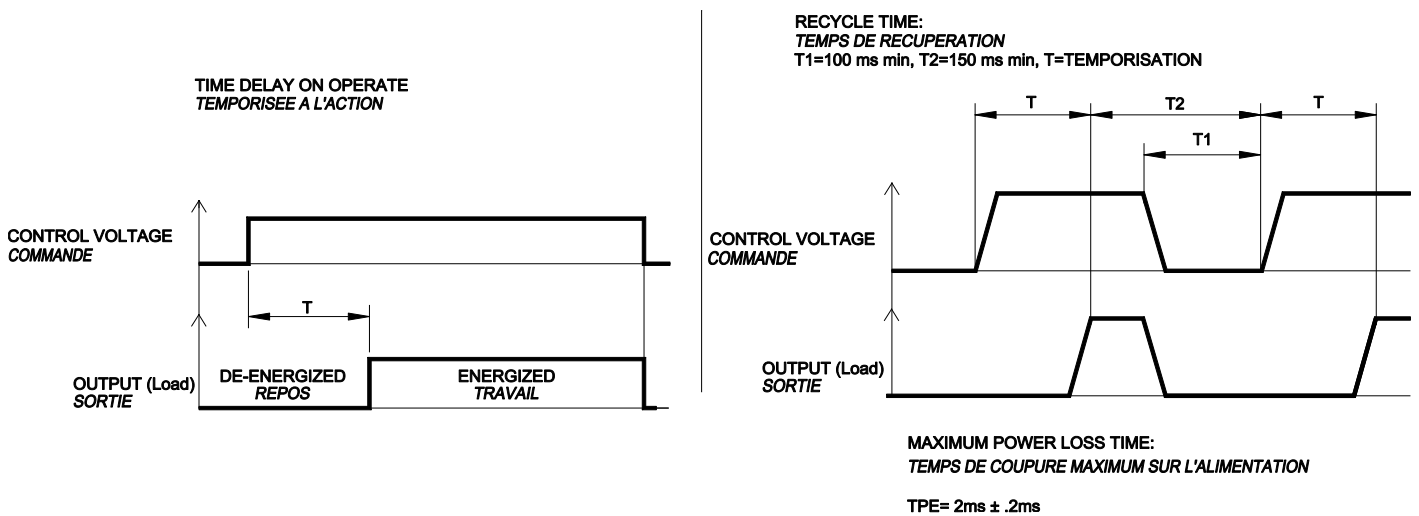 TIME DELAY ON OPERATE
TEMPORISEE A L'ACTION
CONTROL VOLTAGE
COMMANDE
T
OUTPUT (Load)
SORTIE
DE-ENERGIZED
REPOS
ENERGIZED
TRAVAIL
RECYCLE TIME:
TEMPS DE RECUPERATION
T1=100 ms min, T2=150 ms min, T=TEMPORISATION
T T2 T
T1
CONTROL VOLTAGE
COMMANDE
OUTPUT (Load)
SORTIE
MAXIMUM POWER LOSS TIME:
TEMPS DE COUPURE MAXIMUM SUR L'ALIMENTATION
TPE= 2ms ± .2ms